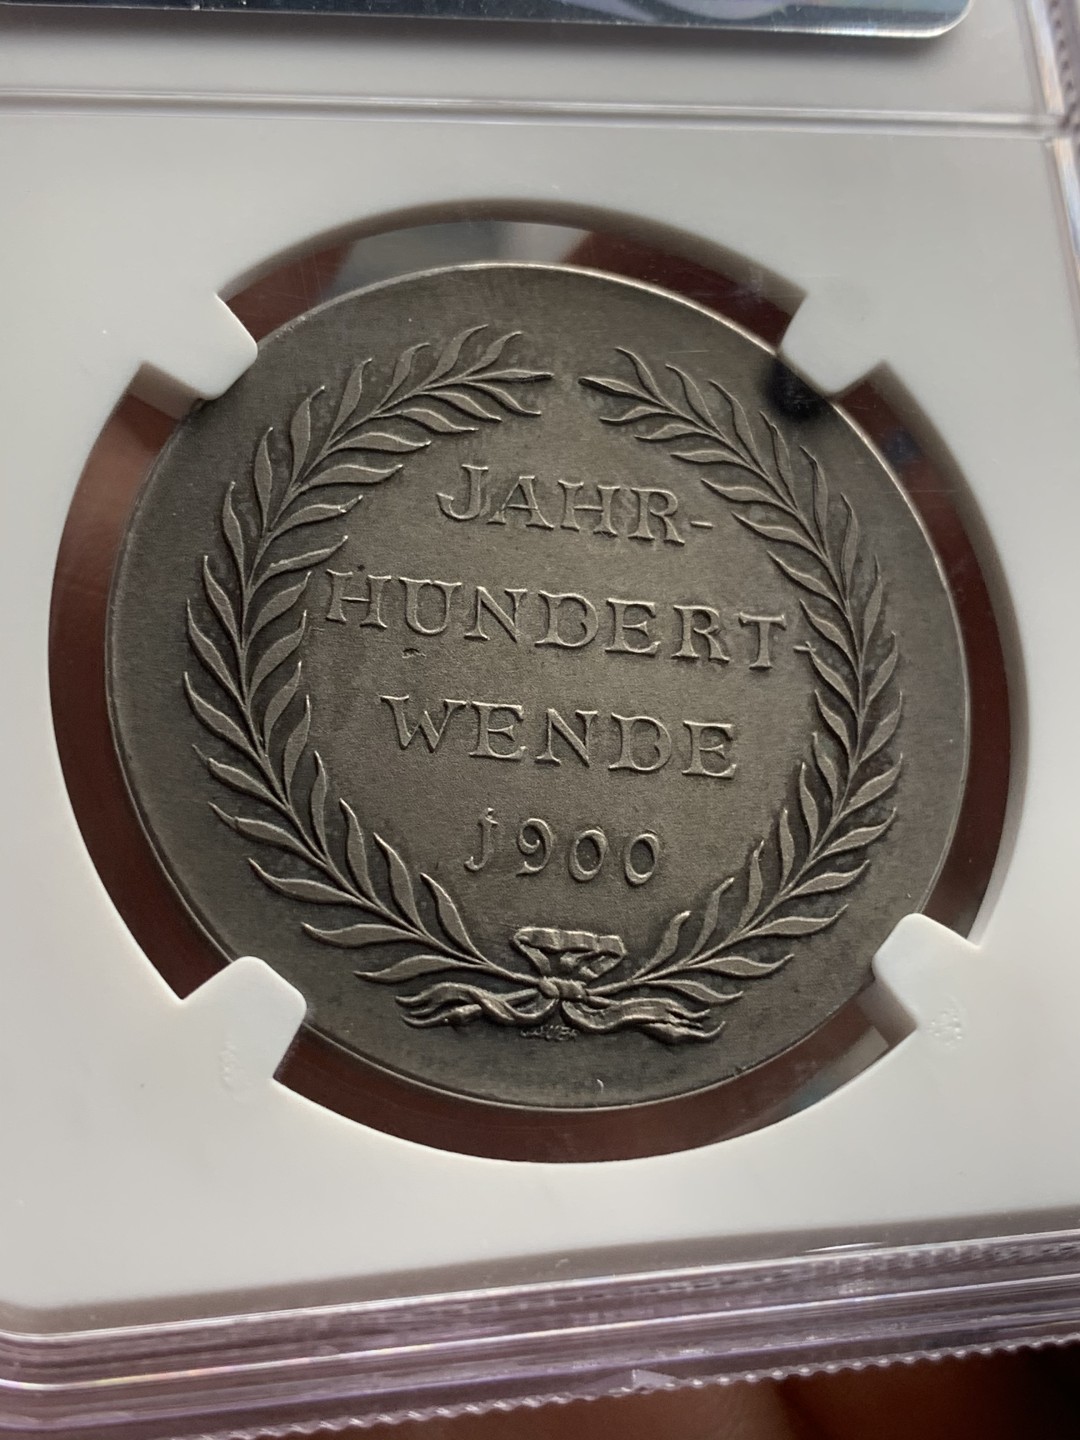 JAHR-
HUNDERT-
WENDE
1900